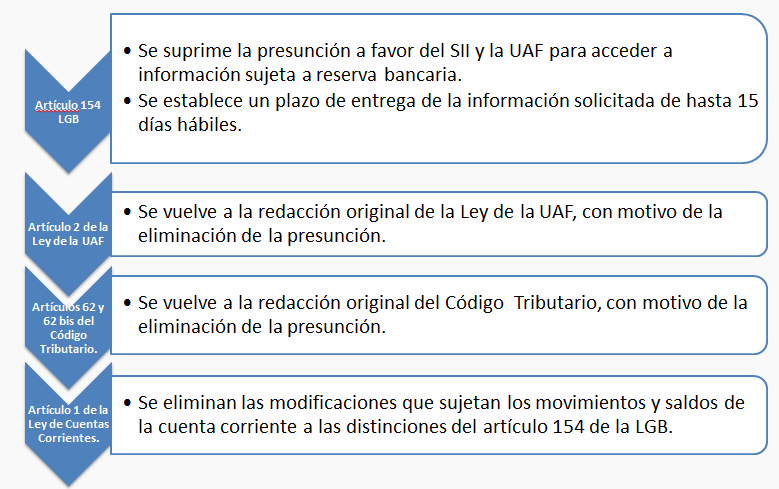 Artículo 154
LGB
• Se suprime la presunción a favor del SII y la UAF para acceder a
información sujeta a reserva bancaria.
• Se establece un plazo de entrega de la información solicitada de hasta 15
días hábiles.
Artículo 2 de la
Ley de la UAF
• Se vuelve a la redacción original de la Ley de la UAF, con motivo de la
eliminación de la presunción.
Artículos 62 y
62 bis del
Código
Tributario.
• Se vuelve a la redacción original del Código Tributario, con motivo de la
eliminación de la presunción.
Artículo 1 de la
Ley de Cuentas
Corrientes.
• Se eliminan las modificaciones que sujetan los movimientos y saldos de
la cuenta corriente a las distinciones del artículo 154 de la LGB.